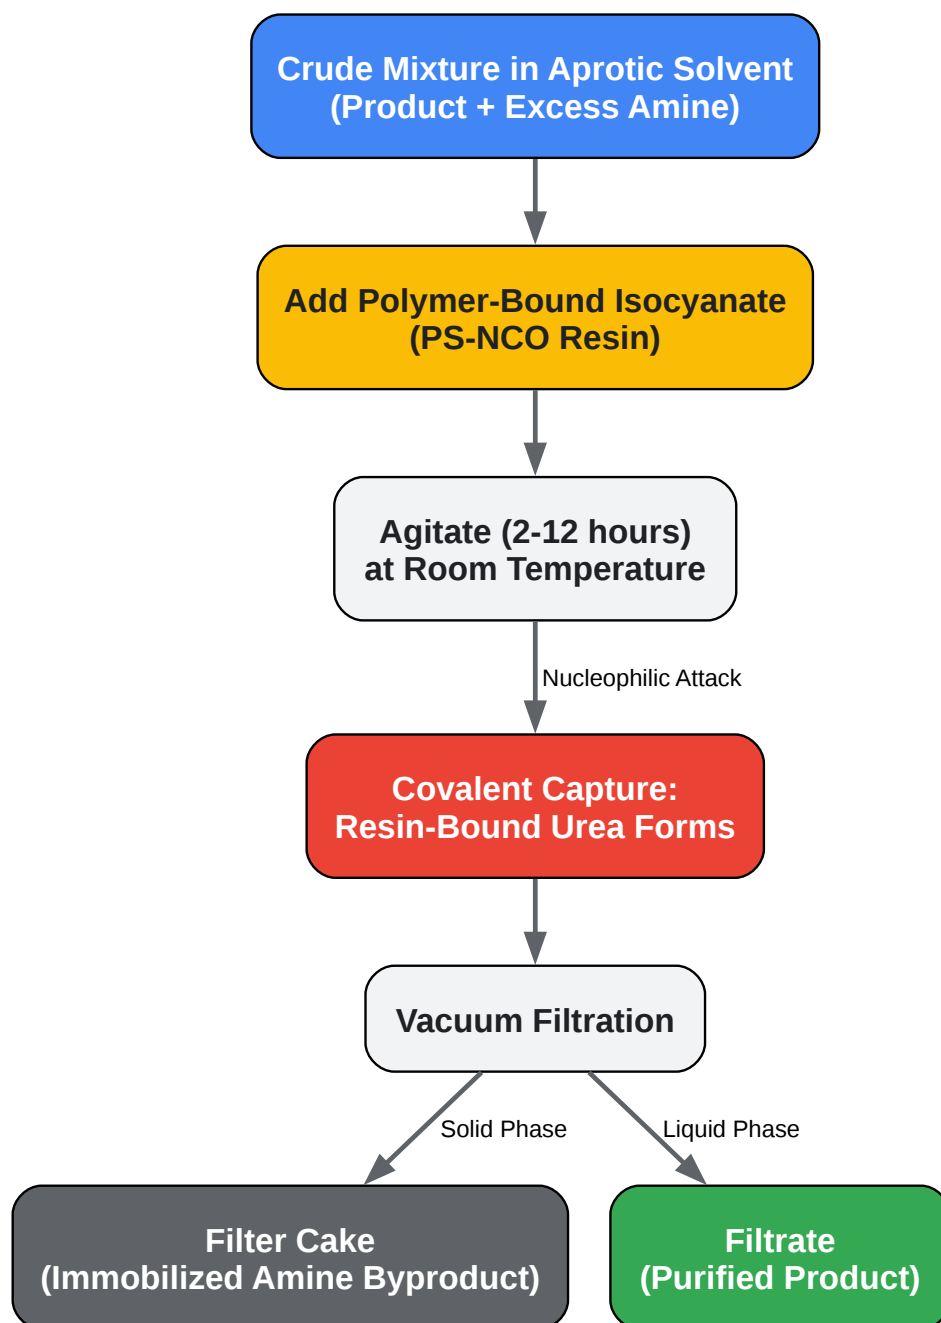 Crude Mixture in Aprotic Solvent
(Product + Excess Amine)
Add Polymer-Bound Isocyanate
(PS-NCO Resin)
Agitate (2-12 hours)
at Room Temperature
Nucleophilic Attack
Covalent Capture:
Resin-Bound Urea Forms
Vacuum Filtration
Solid Phase
Liquid Phase
Filter Cake
(Immobilized Amine Byproduct)
Filtrate
(Purified Product)